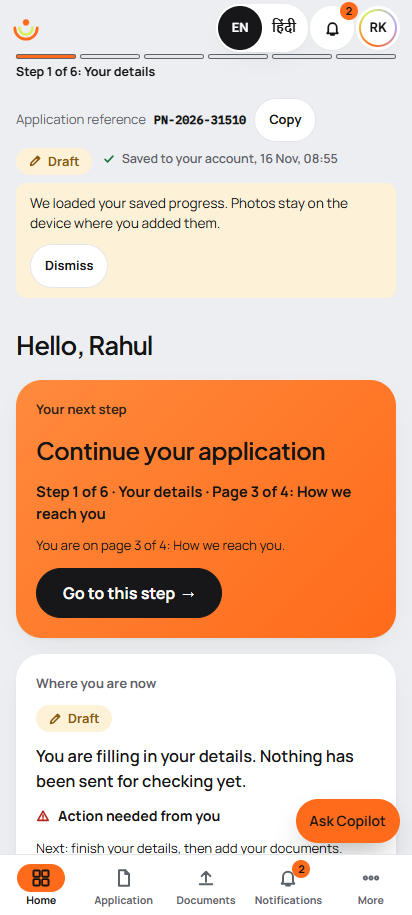 EN हिंदी 2 RK
Step 1 of 6: Your details
Application reference PN-2026-31510 Copy
Draft Saved to your account, 16 Nov, 08:55
We loaded your saved progress. Photos stay on the
device where you added them.
Dismiss
Hello, Rahul
Your next step
Continue your application
Step 1 of 6 · Your details · Page 3 of 4: How we
reach you
You are on page 3 of 4: How we reach you.
Go to this step →
Where you are now
Draft
You are filling in your details. Nothing has
been sent for checking yet.
Action needed from you
Ask Copilot
Next: finish your details, then add your documents.
2
Home Application Documents Notifications More